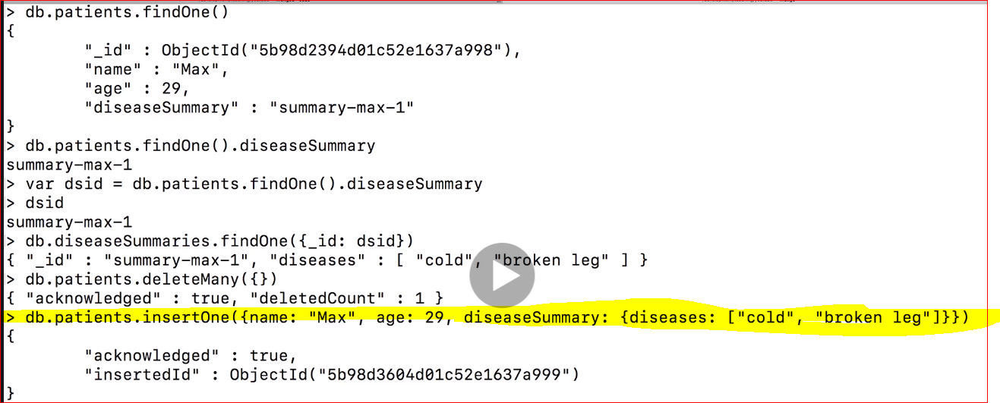 > db.patients.findOne()
{
        "_id" : ObjectId("5b98d2394d01c52e1637a998"),
        "name" : "Max",
        "age" : 29,
        "diseaseSummary" : "summary-max-1"
}
> db.patients.findOne().diseaseSummary
summary-max-1
> var dsid = db.patients.findOne().diseaseSummary
> dsid
summary-max-1
> db.diseaseSummaries.findOne({_id: dsid})
{ "_id" : "summary-max-1", "diseases" : [ "cold", "broken leg" ] }
> db.patients.deleteMany({})
{ "acknowledged" : true, "deletedCount" : 1 }
> db.patients.insertOne({name: "Max", age: 29, diseaseSummary: {diseases: ["cold", "broken leg"]}})
{
        "acknowledged" : true,
        "insertedId" : ObjectId("5b98d3604d01c52e1637a999")
}